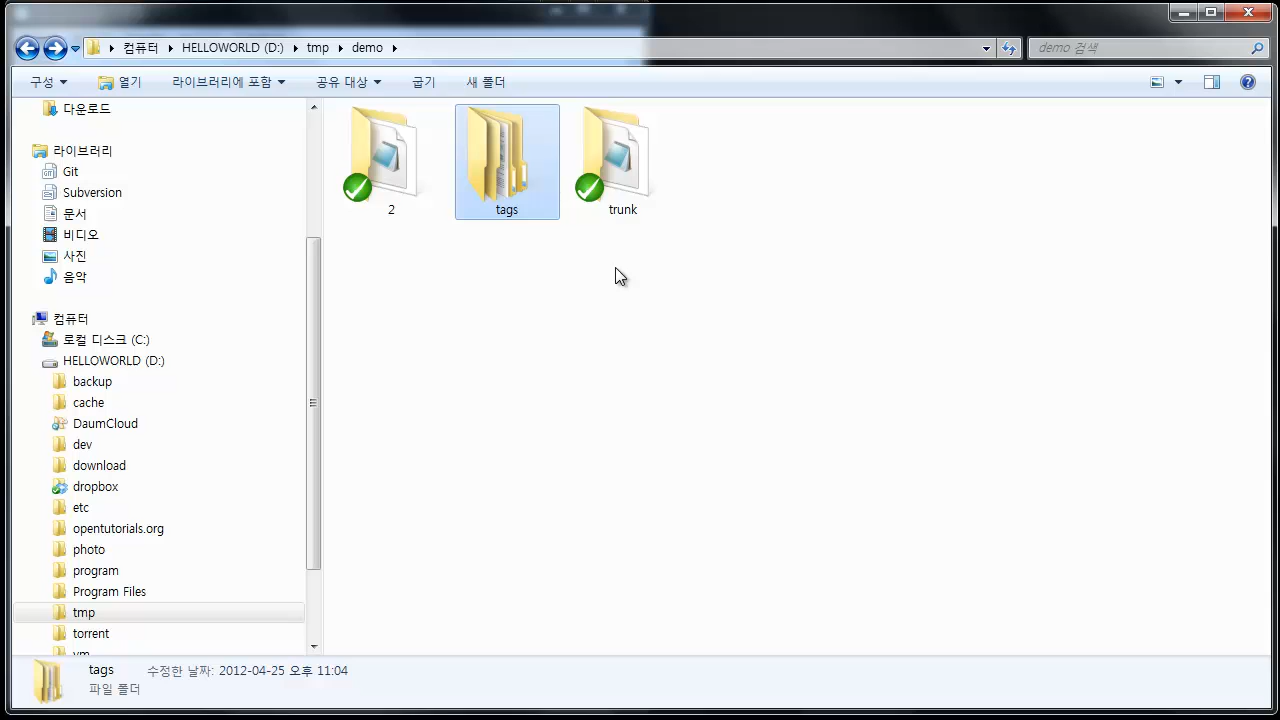 컴퓨터 HELLOWORLD (D:) tmp demo
demo 검색
구성 열기 라이브러리에 포함 공유 대상 굽기 새 폴더
다운로드
라이브러리
Git
Subversion
문서
비디오
사진
음악
컴퓨터
로컬 디스크 (C:)
HELLOWORLD (D:)
backup
cache
DaumCloud
dev
download
dropbox
etc
opentutorials.org
photo
program
Program Files
tmp
torrent
2
tags
trunk
tags 수정한 날짜: 2012-04-25 오후 11:04
파일 폴더